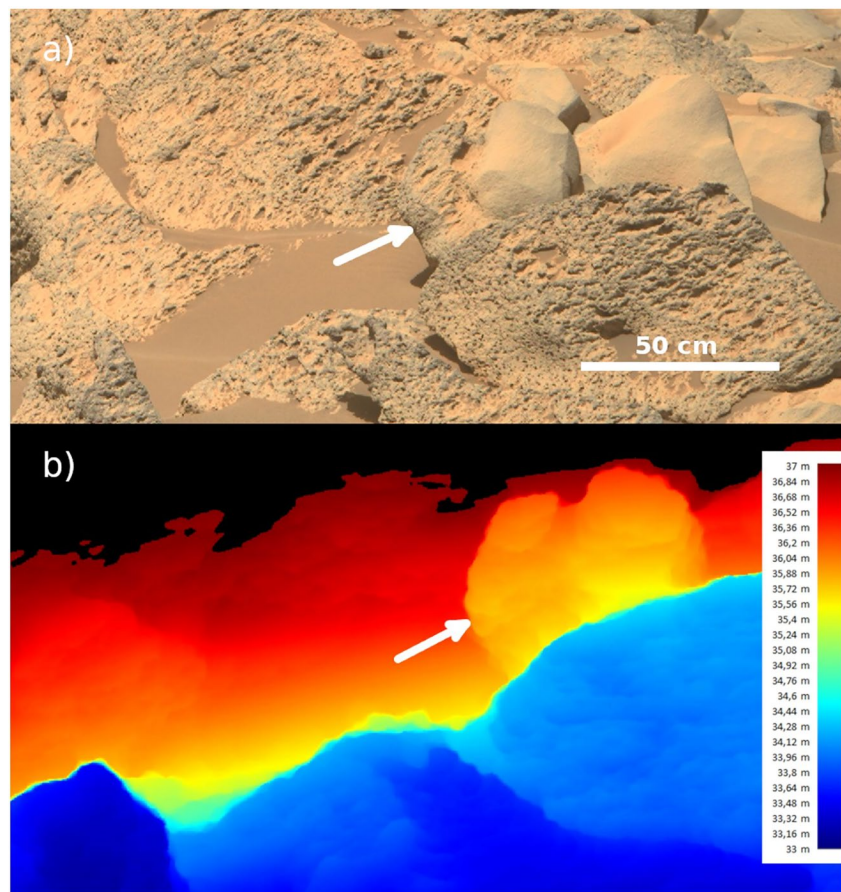 a)
50 cm
b)
37 m
36,84 m
36,68 m
36,52 m
36,36 m
36,2 m
36,04 m
35,88 m
35,72 m
35,56 m
35,4 m
35,24 m
35,08 m
34,92 m
34,76 m
34,6 m
34,44 m
34,28 m
34,12 m
33,96 m
33,8 m
33,64 m
33,48 m
33,32 m
33,16 m
33 m